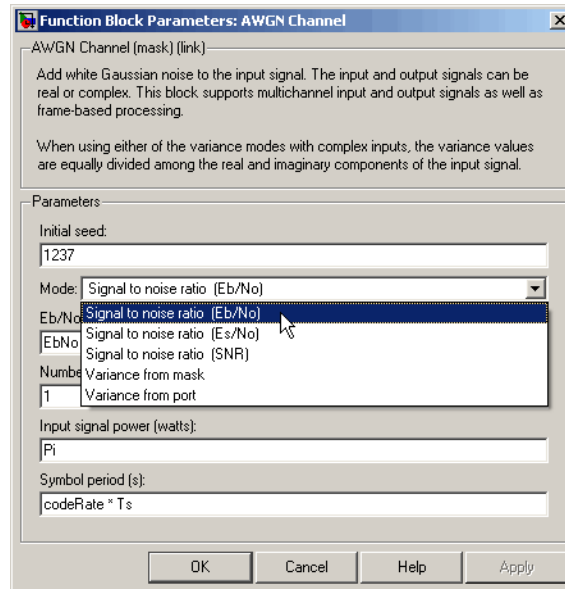 Function Block Parameters: AWGN Channel
AWGN Channel (mask) (link)
Add white Gaussian noise to the input signal. The input and output signals can be
real or complex. This block supports multichannel input and output signals as well as
frame-based processing.
When using either of the variance modes with complex inputs, the variance values
are equally divided among the real and imaginary components of the input signal.
Parameters
Initial seed:
1237
Mode: Signal to noise ratio (Eb/No)
Eb/No
Signal to noise ratio (Eb/No)
EbNo
Signal to noise ratio (Es/No)
Signal to noise ratio (SNR)
Numbe
Variance from mask
1
Variance from port
Input signal power (watts):
Pi
Symbol period (s):
codeRate * Ts
OK
Cancel
Help
Apply